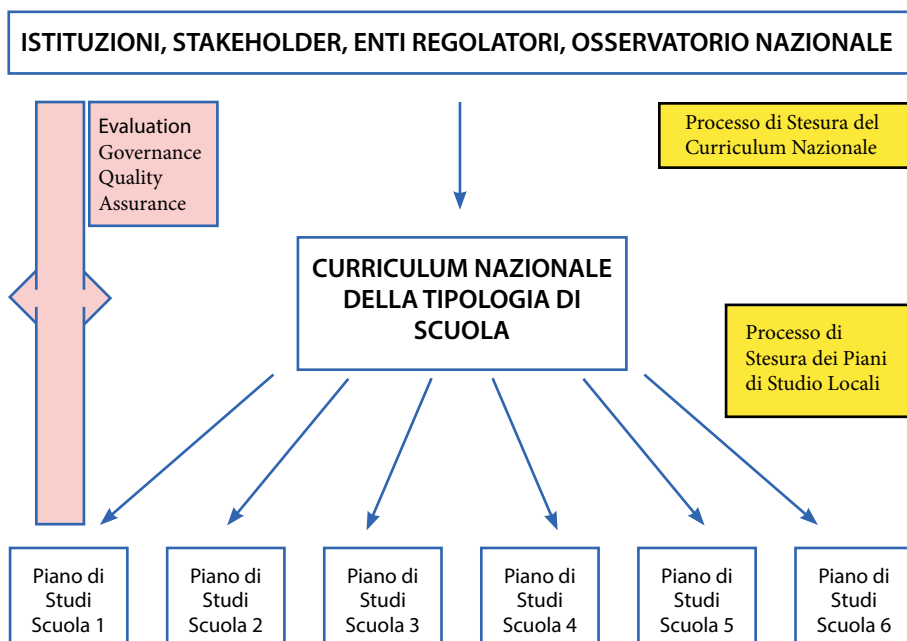 ISTITUZIONI, STAKEHOLDER, ENTI REGOLATORI, OSSERVATORIO NAZIONALE
Evaluation
Governance
Quality
Assurance
Processo di Stesura del
Curriculum Nazionale
CURRICULUM NAZIONALE
DELLA TIPOLOGIA DI
SCUOLA
Processo di
Stesura dei Piani
di Studio Locali
Piano di
Studi
Scuola 1
Piano di
Studi
Scuola 2
Piano di
Studi
Scuola 3
Piano di
Studi
Scuola 4
Piano di
Studi
Scuola 5
Piano di
Studi
Scuola 6